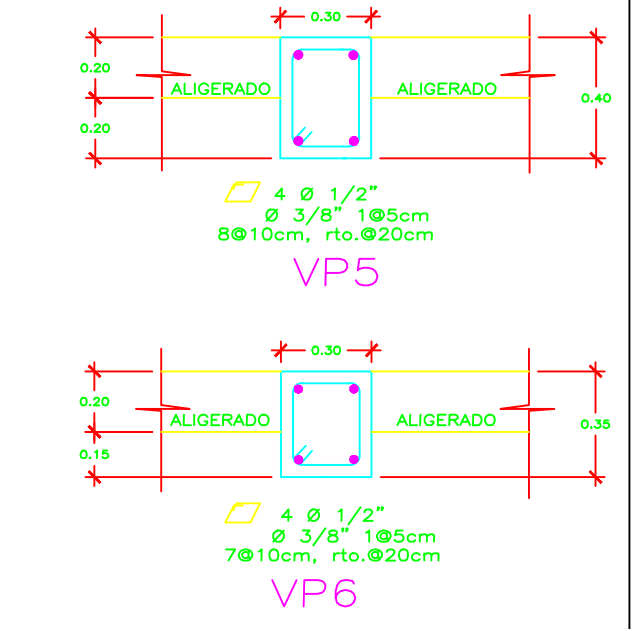 0.30
0.20
ALIGERADO ALIGERADO
0.40
0.20
4 Ø 1/2"
Ø 3/8" 1@5cm
8@10cm, rto.@20cm
VP5
0.30
0.20
ALIGERADO ALIGERADO
0.35
0.15
4 Ø 1/2"
Ø 3/8" 1@5cm
7@10cm, rto.@20cm
VP6